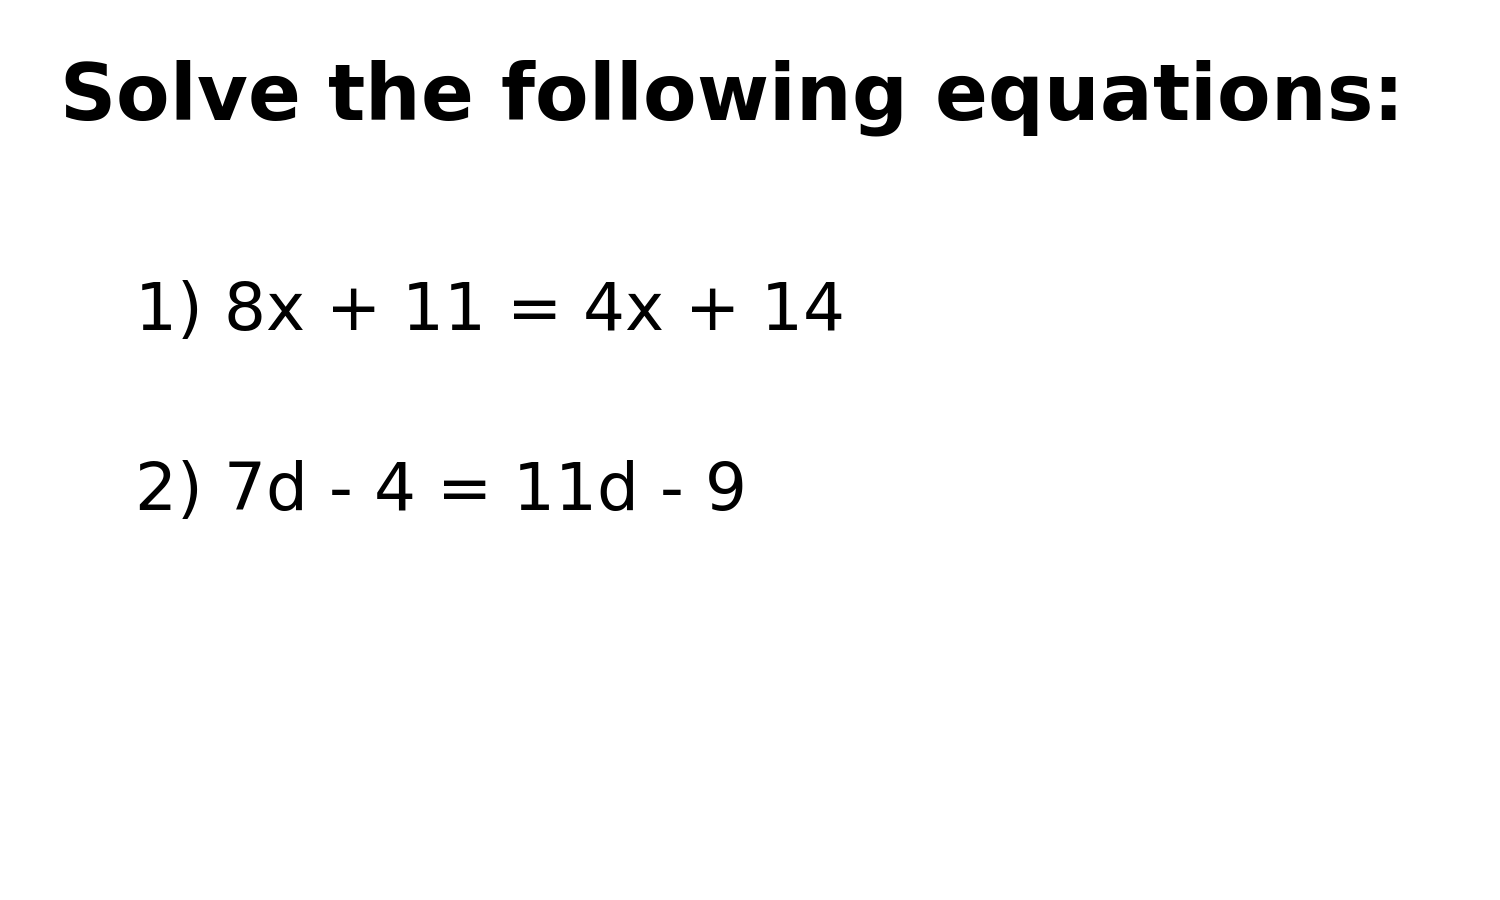 Solve the following equations:
1) 8x + 11 = 4x + 14
2) 7d - 4 = 11d - 9